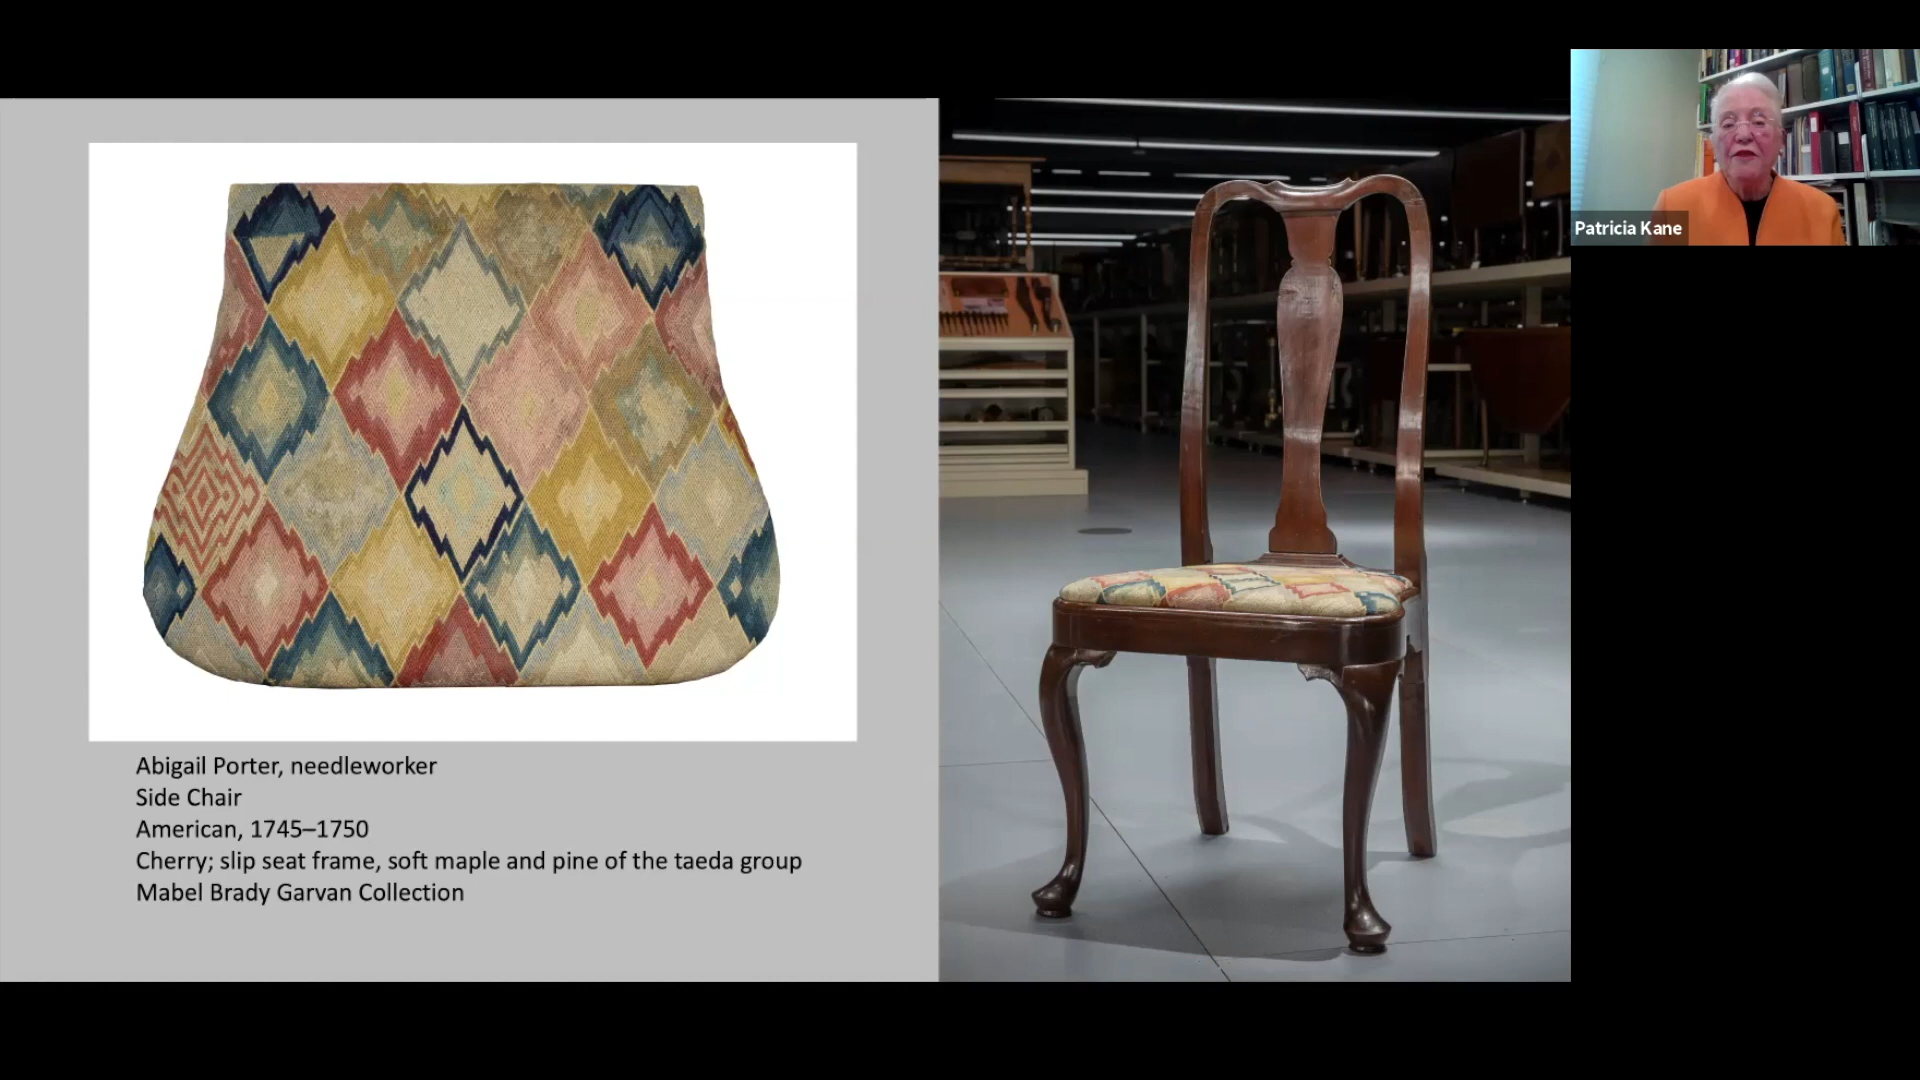 Patricia Kane
Abigail Porter, needleworker
Side Chair
American, 1745–1750
Cherry; slip seat frame, soft maple and pine of the taeda group
Mabel Brady Garvan Collection